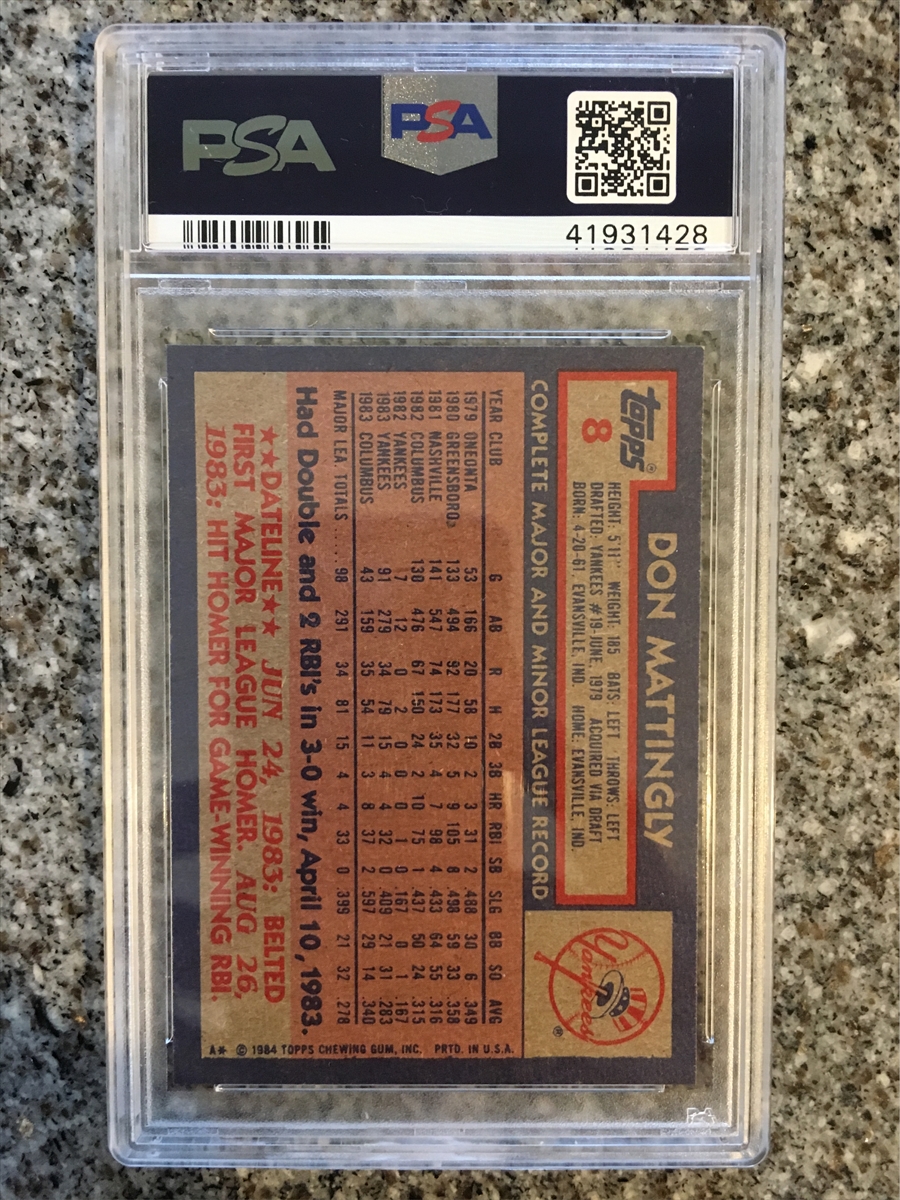 PSA
PSA
41931428
topps®
8
DON MATTINGLY
HEIGHT: 5'11" WEIGHT: 185 BATS: LEFT THROWS: LEFT
DRAFTED: YANKEES #19-JUNE, 1979 ACQUIRED VIA DRAFT
BORN: 4-20-61, EVANSVILLE, IND. HOME: EVANSVILLE, IND.
Yankees®
COMPLETE MAJOR AND MINOR LEAGUE RECORD
YEAR CLUB G AB R H 2B 3B HR RBI SB SLG BB SO AVG
1979 ONEONTA 53 166 20 58 10 2 3 31 2 .488 30 6 .349
1980 GREENSBORO 133 494 92 177 32 5 9 105 8 .498 59 33 .358
1981 NASHVILLE 141 547 74 173 35 4 7 98 4 .433 64 55 .316
1982 COLUMBUS 130 476 67 150 24 2 10 75 1 .437 50 24 .315
1982 YANKEES 7 12 0 2 0 0 0 1 0 .167 0 1 .167
1983 YANKEES 91 279 34 79 15 4 4 32 0 .409 21 31 .283
1983 COLUMBUS 43 159 35 54 11 3 8 37 2 .597 29 14 .340
MAJOR LEA. TOTALS .... 98 291 34 81 15 4 4 33 0 .399 21 32 .278
Had Double and 2 RBI's in 3-0 win, April 10, 1983.
★★DATELINE★★ JUN 24, 1983: BELTED
FIRST MAJOR LEAGUE HOMER. AUG 26,
1983: HIT HOMER FOR GAME-WINNING RBI.
A* © 1984 TOPPS CHEWING GUM, INC. PRTD. IN U.S.A.